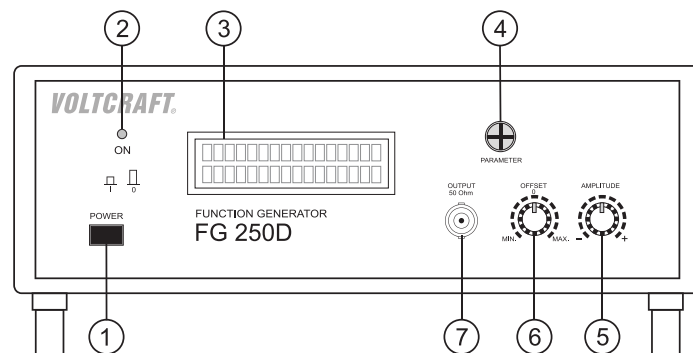 2
3
4
VOLTCRAFT®
ON
I 0
PARAMETER
POWER
FUNCTION GENERATOR
FG 250D
OUTPUT
50 Ohm
OFFSET
0
AMPLITUDE
MIN. MAX.
- +
1
7
6
5